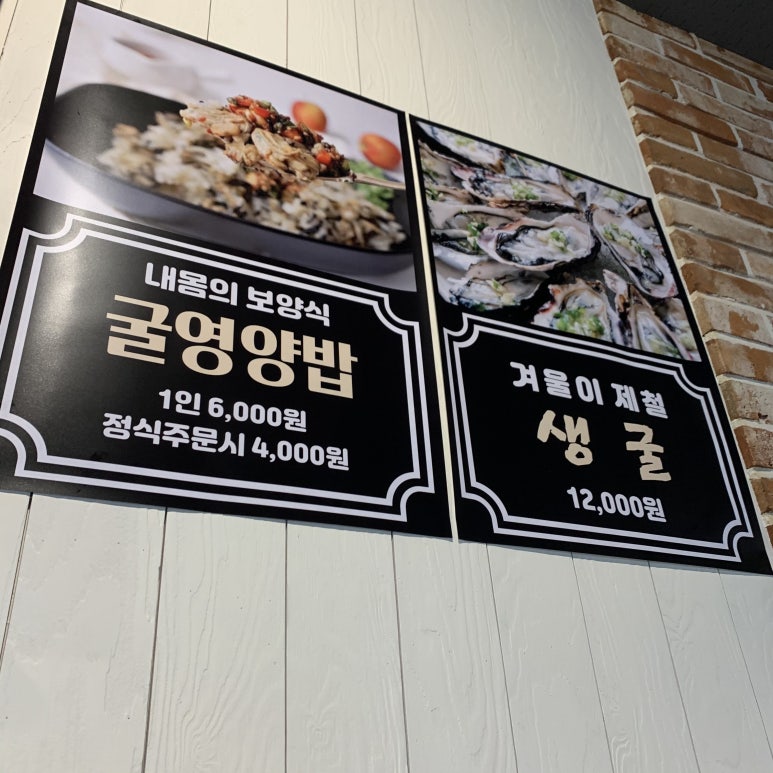 내몸의 보양식
굴영양밥
1인 6,000원
정식주문시 4,000원
겨울이 제철
생 굴
12,000원